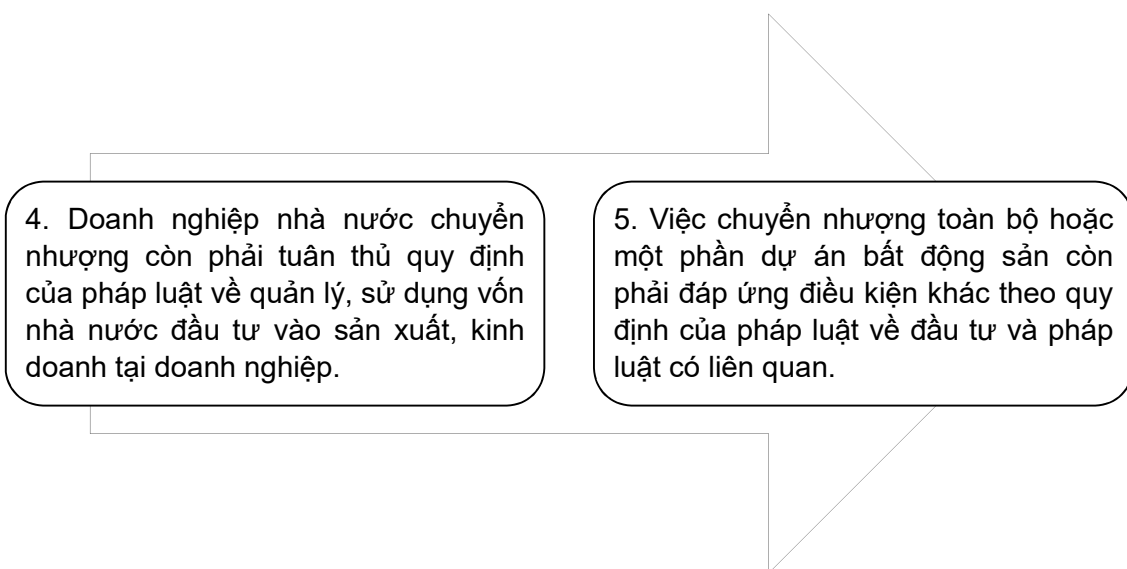 4. Doanh nghiệp nhà nước chuyển
nhượng còn phải tuân thủ quy định
của pháp luật về quản lý, sử dụng vốn
nhà nước đầu tư vào sản xuất, kinh
doanh tại doanh nghiệp.
5. Việc chuyển nhượng toàn bộ hoặc
một phần dự án bất động sản còn
phải đáp ứng điều kiện khác theo quy
định của pháp luật về đầu tư và pháp
luật có liên quan.